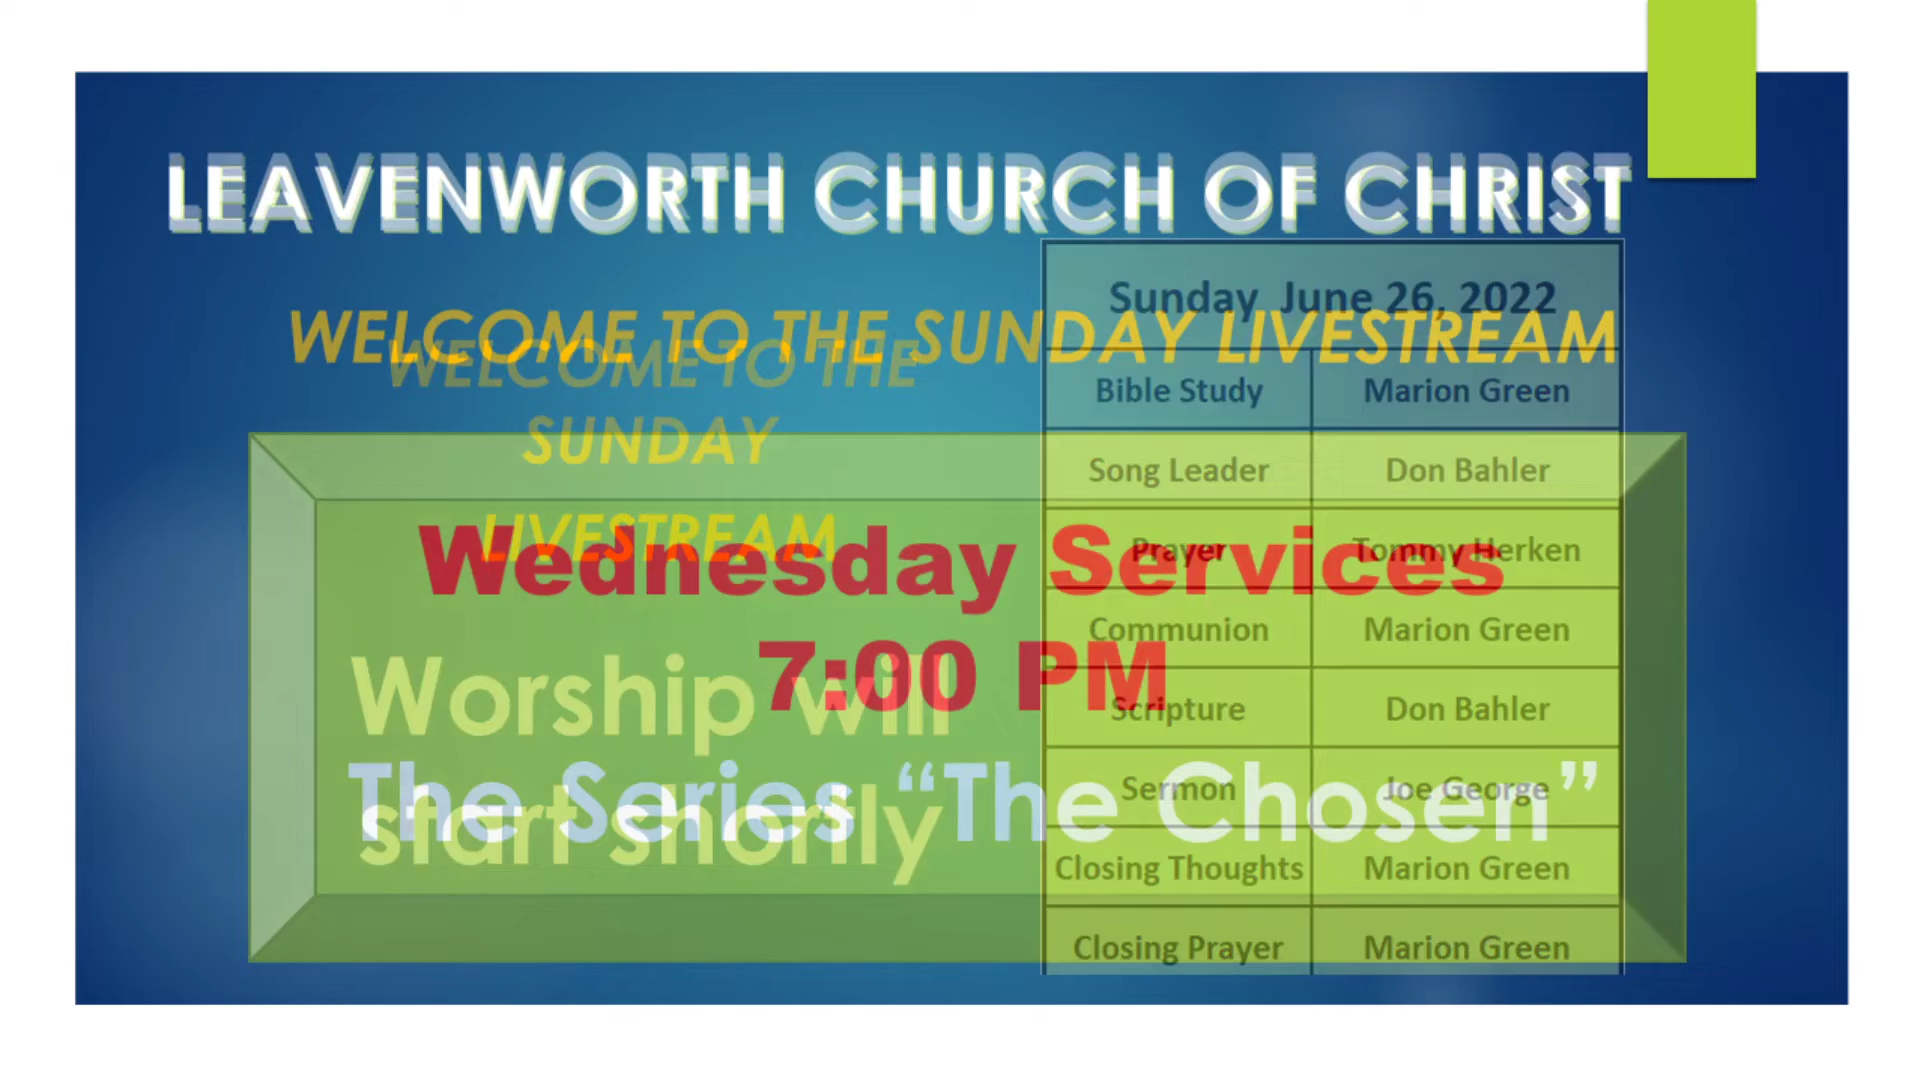 LEAVENWORTH CHURCH OF CHRIST
WELCOME TO THE SUNDAY LIVESTREAM
WELCOME TO THE
SUNDAY
LIVESTREAM
Worship will
start shortly
Wednesday Services
7:00 PM
The Series “The Chosen”
Sunday June 26, 2022
Bible Study Marion Green
Song Leader Don Bahler
Prayer Tommy Herken
Communion Marion Green
Scripture Don Bahler
Sermon Joe George
Closing Thoughts Marion Green
Closing Prayer Marion Green